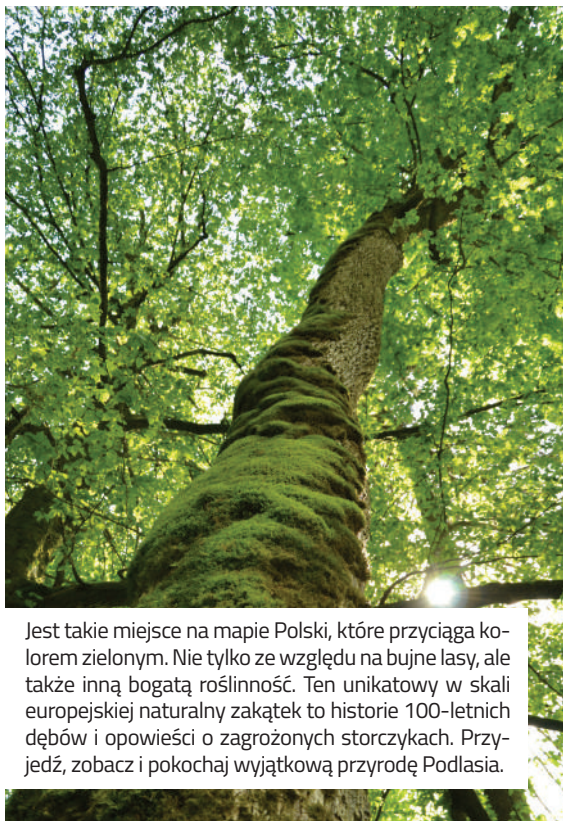 Jest takie miejsce na mapie Polski, które przyciąga ko-
lorem zielonym. Nie tylko ze względu na bujne lasy, ale
także inną bogatą roślinność. Ten unikatowy w skali
europejskiej naturalny zakątek to historie 100-letnich
dębów i opowieści o zagrożonych storczykach. Przy-
jedź, zobacz i pokochaj wyjątkową przyrodę Podlasia.